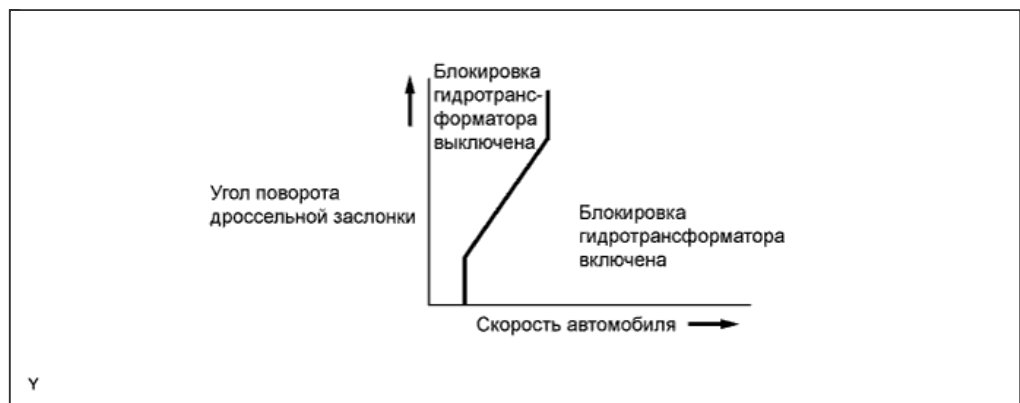 Блокировка
гидротранс-
форматора
выключена
Угол поворота
дроссельной заслонки
Блокировка
гидротрансформатора
включена
Скорость автомобиля
Y